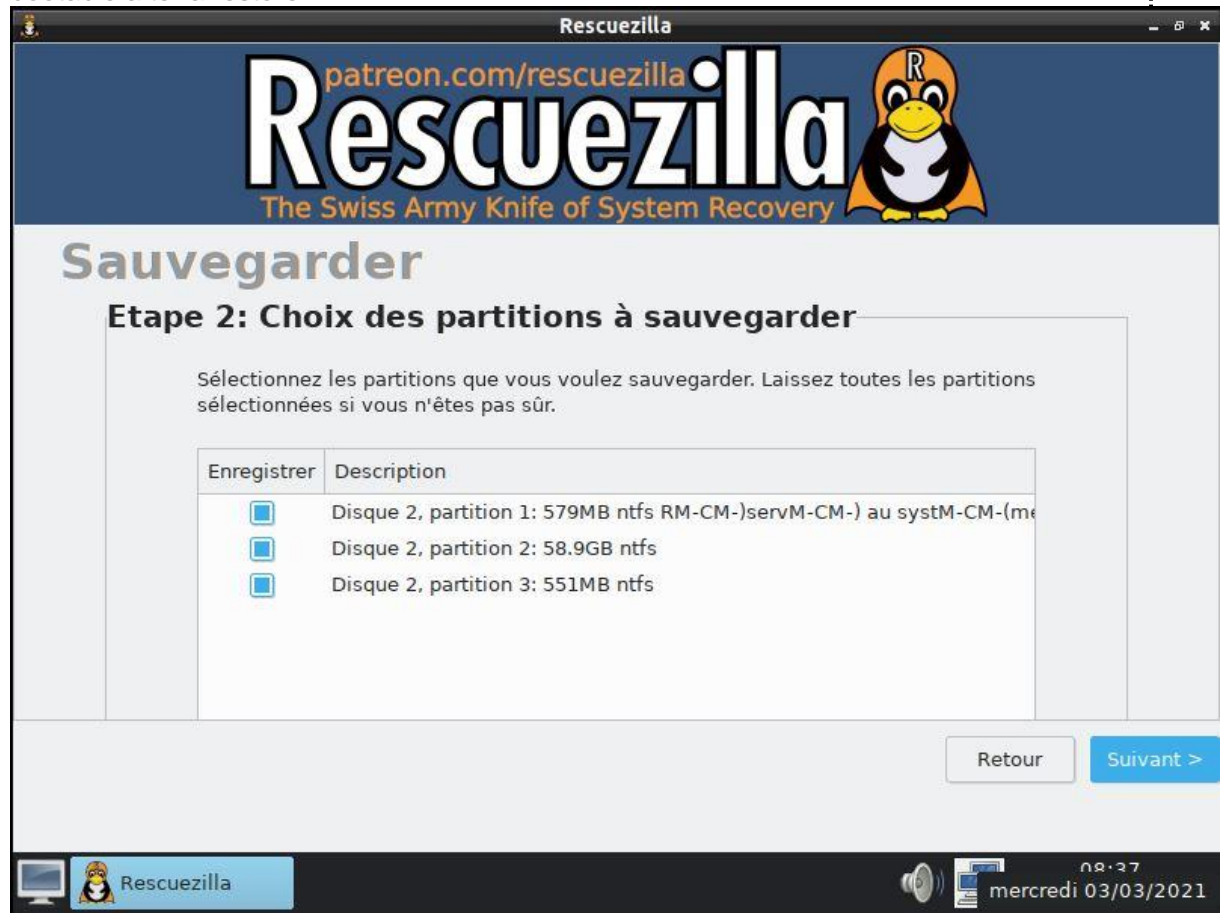 Rescuezilla
R
patreon.com/rescuezilla
Rescuezilla
The Swiss Army Knife of System Recovery
Sauvegarder
Etape 2: Choix des partitions à sauvegarder
Sélectionnez les partitions que vous voulez sauvegarder. Laissez toutes les partitions
sélectionnées si vous n'êtes pas sûr.
Enregistrer Description
Disque 2, partition 1: 579MB ntfs RM-CM-)servM-CM-) au systM-CM-(me
Disque 2, partition 2: 58.9GB ntfs
Disque 2, partition 3: 551MB ntfs
Retour Suivant >
Rescuezilla
08:37
mercredi 03/03/2021